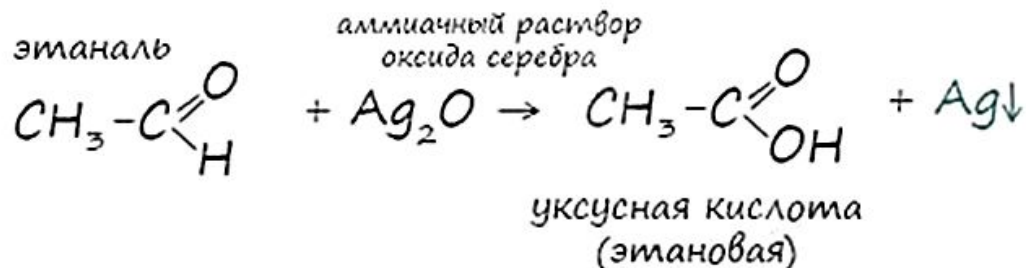 этаналь
аммиачный раствор
оксида серебра
CH₃-C=O H + Ag₂O → CH₃-C=O OH + Ag↓
уксусная кислота
(этановая)